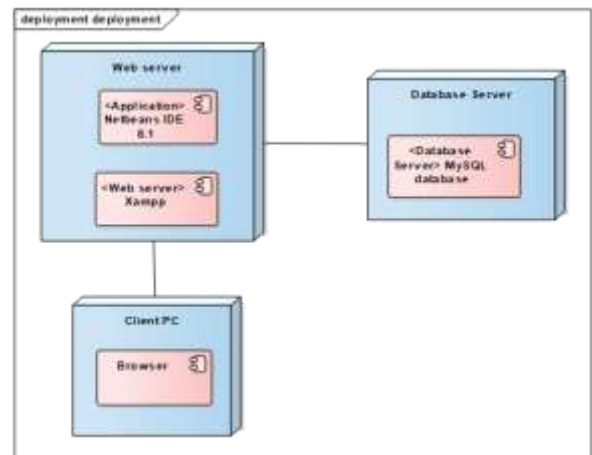 deployment deployment
Web server
<Application>
Netbeans IDE
8.1
<Web server>
Xampp
Database Server
<Database
Server> MySQL
database
Client PC
Browser